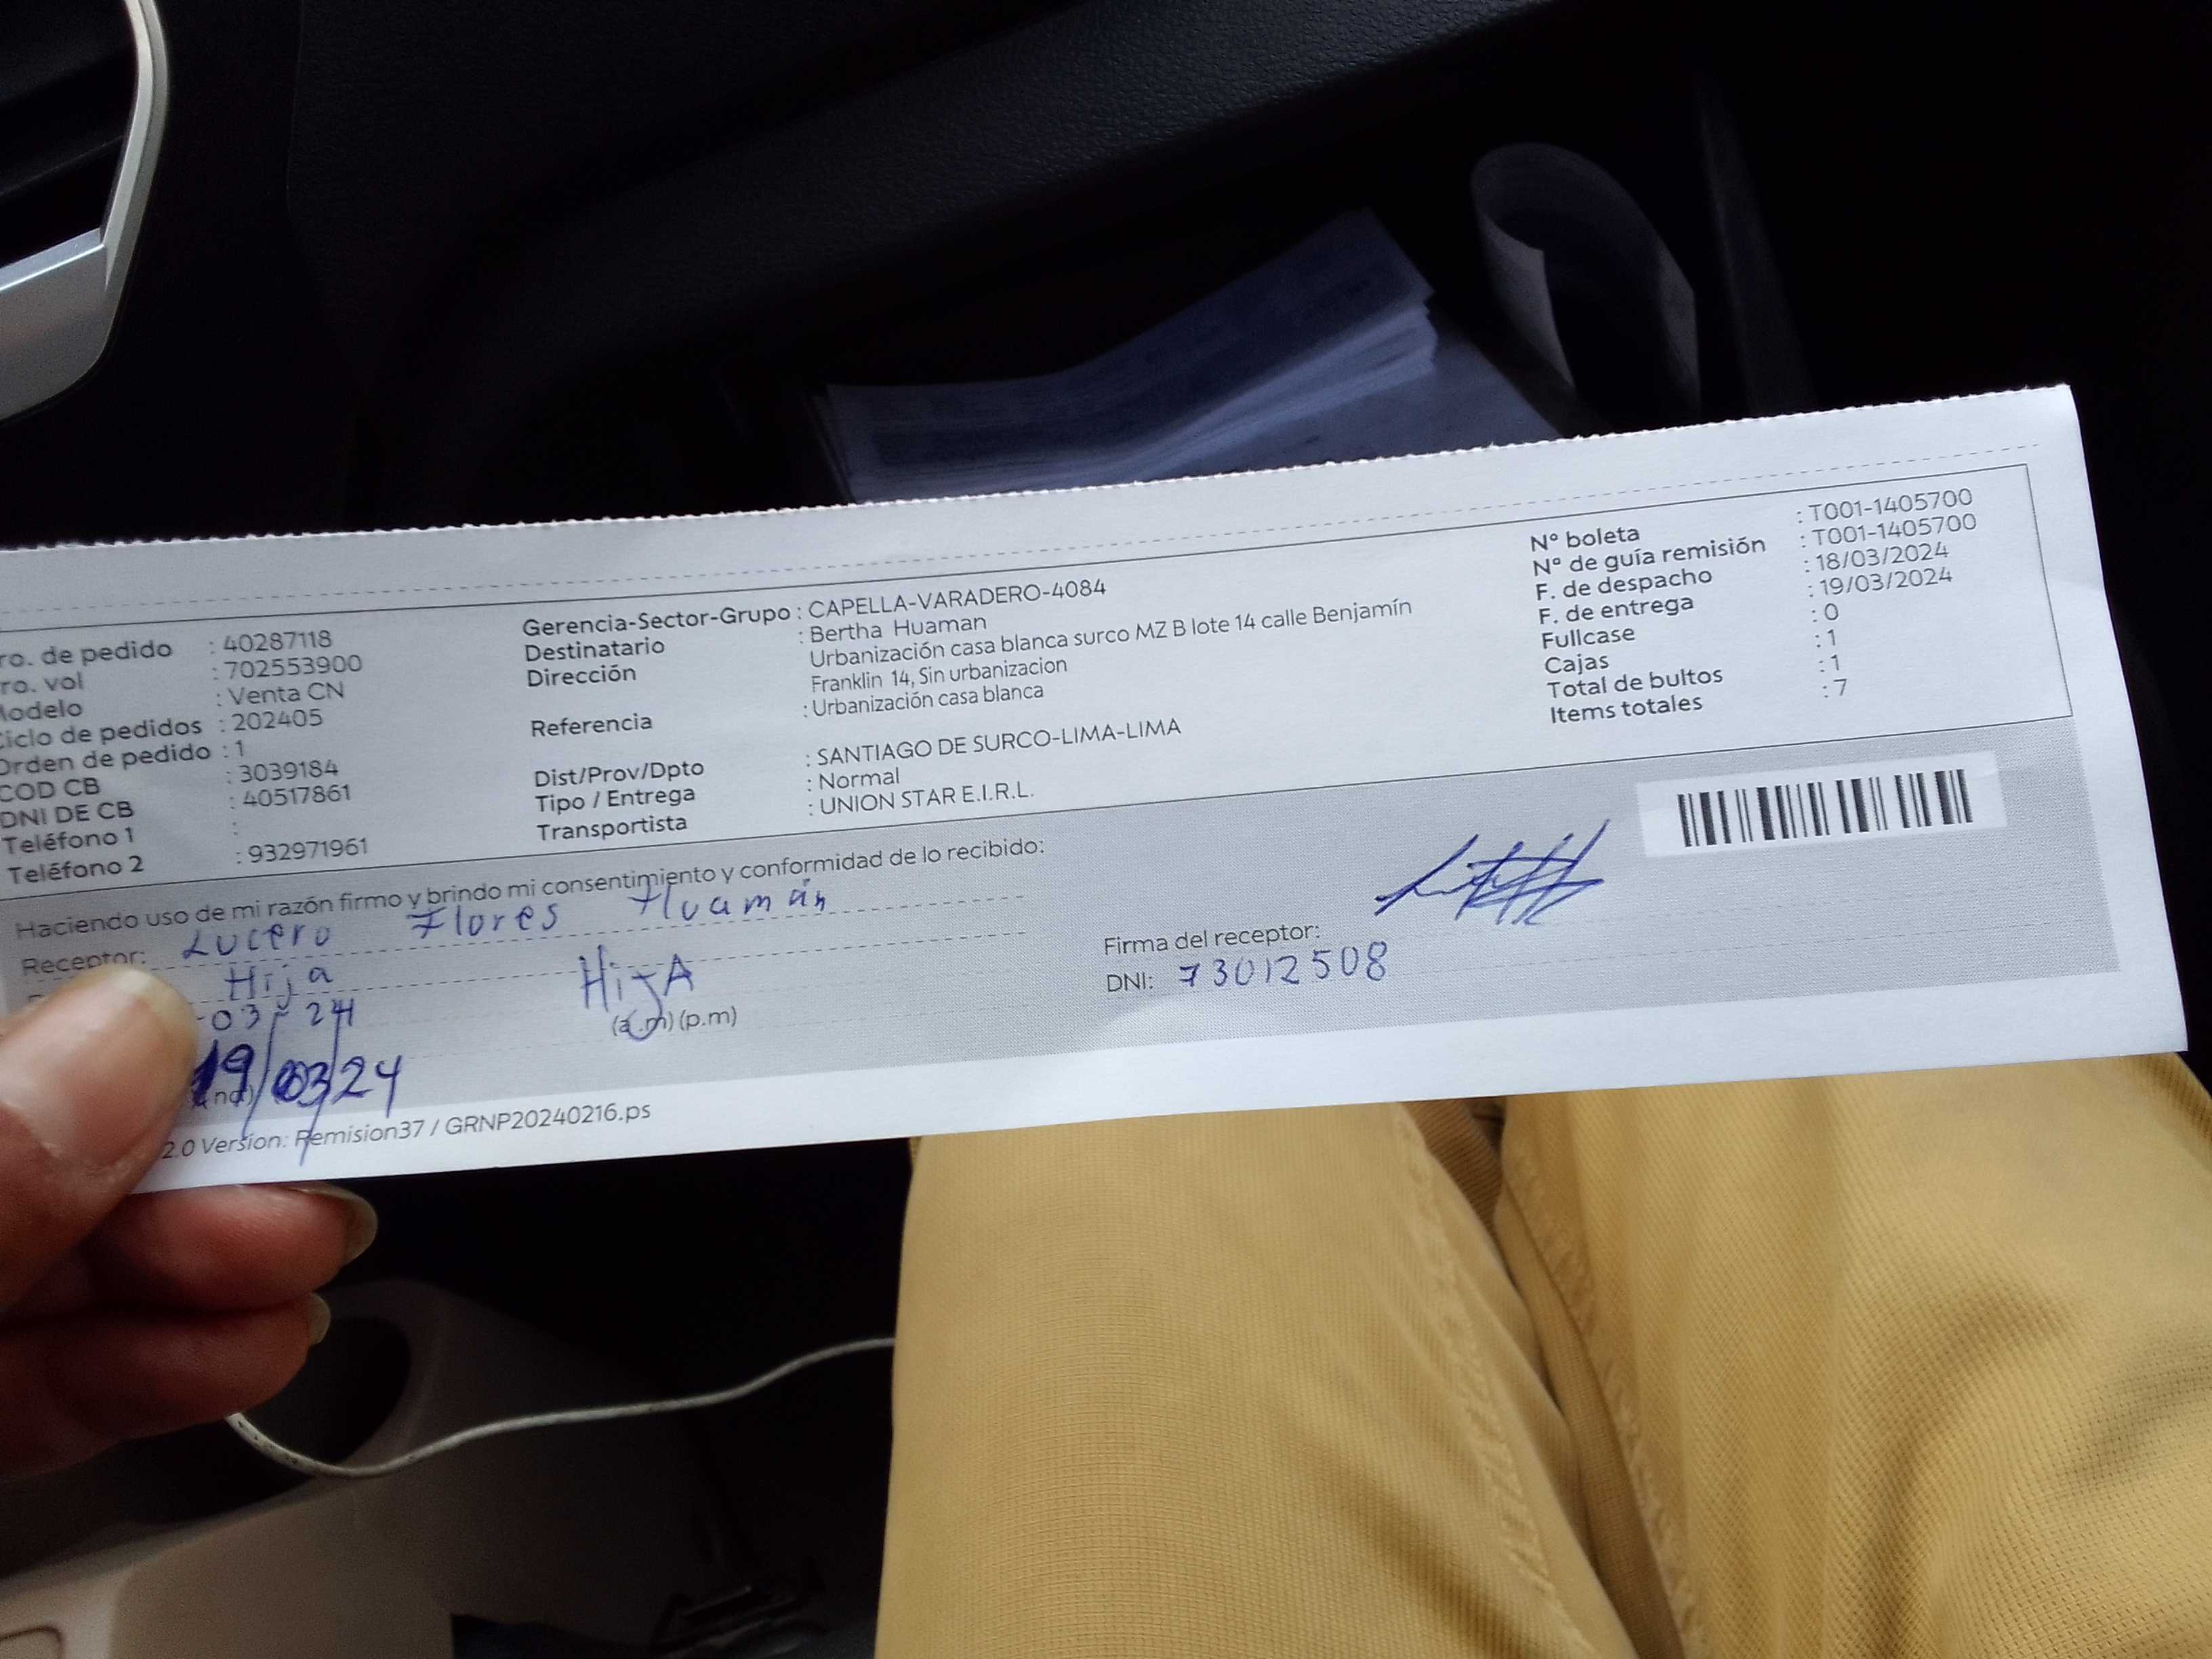 ro. de pedido : 40287118
ro. vol : 702553900
Modelo : Venta CN
Ciclo de pedidos : 202405
Orden de pedido : 1
COD CB : 3039184
DNI DE CB : 40517861
Teléfono 1 :
Teléfono 2 : 932971961
Gerencia-Sector-Grupo : CAPELLA-VARADERO-4084
Destinatario : Bertha Huaman
Dirección : Urbanización casa blanca surco MZ B lote 14 calle Benjamín
Franklin 14, Sin urbanizacion
Referencia : Urbanización casa blanca
Dist/Prov/Dpto : SANTIAGO DE SURCO-LIMA-LIMA
Tipo / Entrega : Normal
Transportista : UNION STAR E.I.R.L.
N° boleta : T001-1405700
N° de guía remisión : T001-1405700
F. de despacho : 18/03/2024
F. de entrega : 19/03/2024
Fullcase : 0
Cajas : 1
Total de bultos : 1
Items totales : 7
Haciendo uso de mi razón firmo y brindo mi consentimiento y conformidad de lo recibido:
Receptor: Lucero Flores Huamán
Hija
HijA
-03-24
(a.m) (p.m)
19/03/24
Firma del receptor:
DNI: 73012508
2.0 Version: Remision37 / GRNP20240216.ps